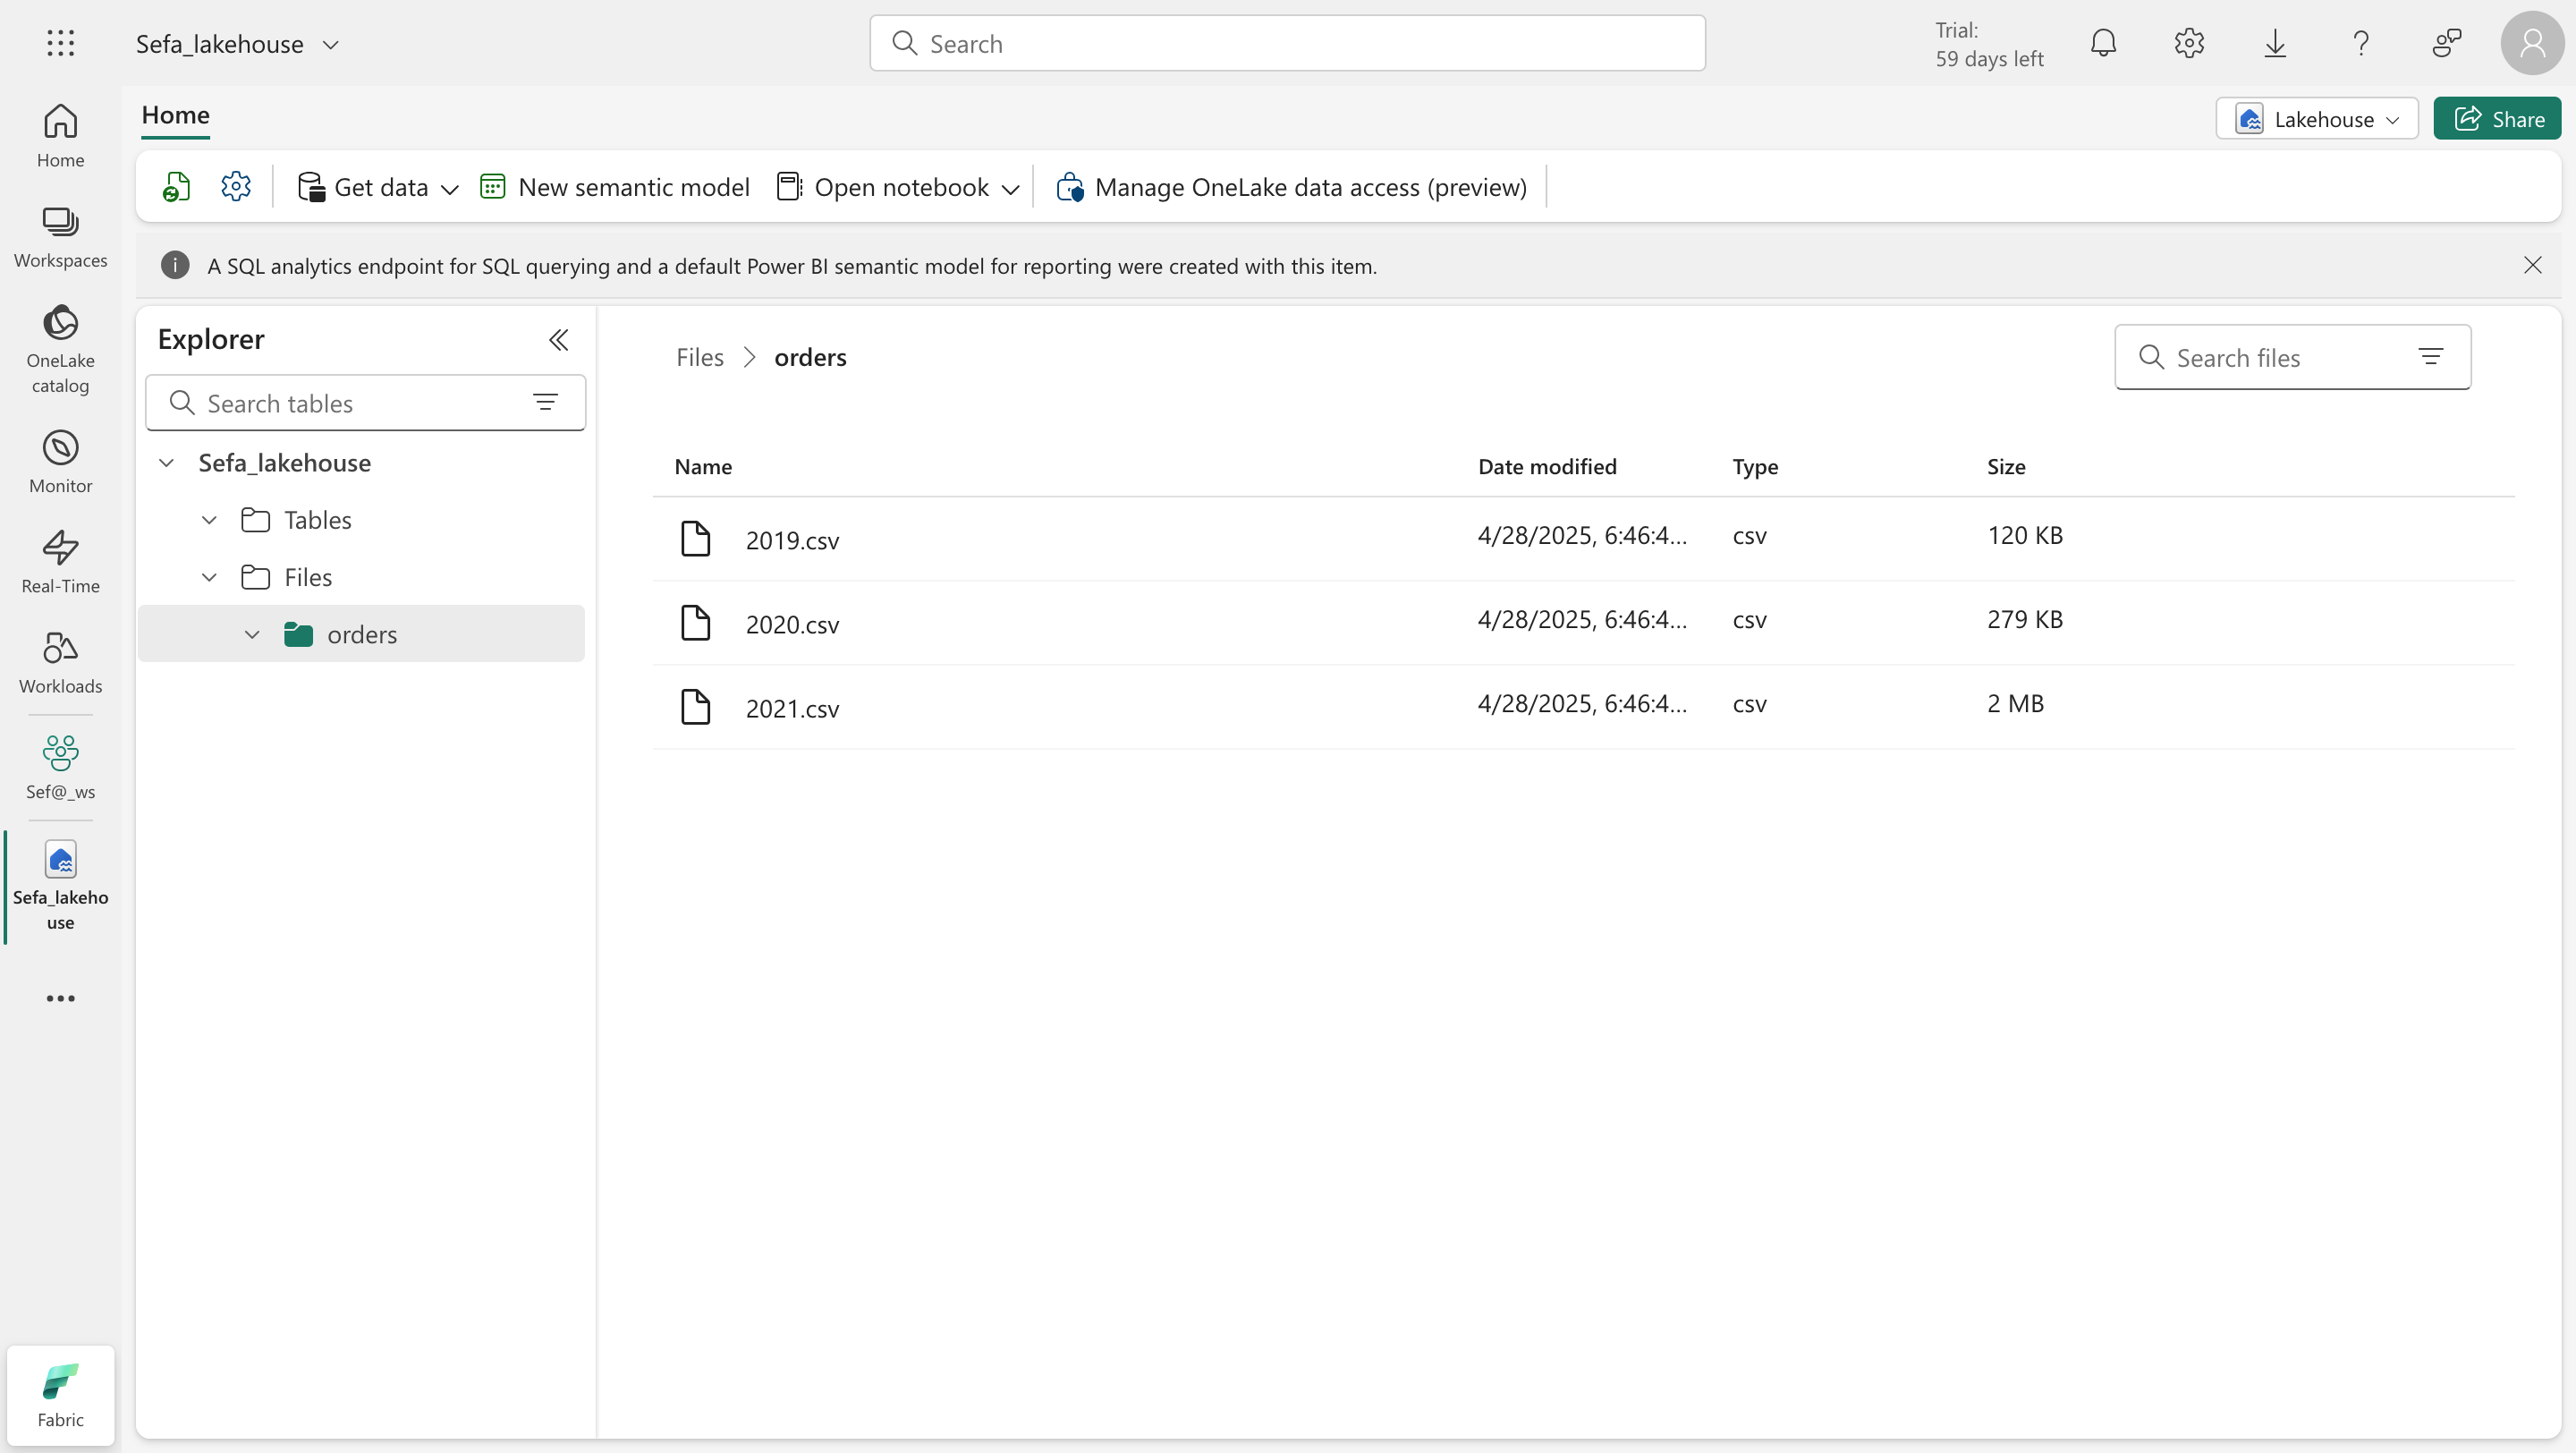 Sefa_lakehouse
Search
Trial:
59 days left
Home
Lakehouse
Share
Get data
New semantic model
Open notebook
Manage OneLake data access (preview)
A SQL analytics endpoint for SQL querying and a default Power BI semantic model for reporting were created with this item.
Home
Workspaces
OneLake
catalog
Monitor
Real-Time
Workloads
Sef@_ws
Sefa_lakeho
use
Fabric
Explorer
Search tables
Sefa_lakehouse
Tables
Files
orders
Files orders
Search files
Name Date modified Type Size
2019.csv 4/28/2025, 6:46:4... csv 120 KB
2020.csv 4/28/2025, 6:46:4... csv 279 KB
2021.csv 4/28/2025, 6:46:4... csv 2 MB